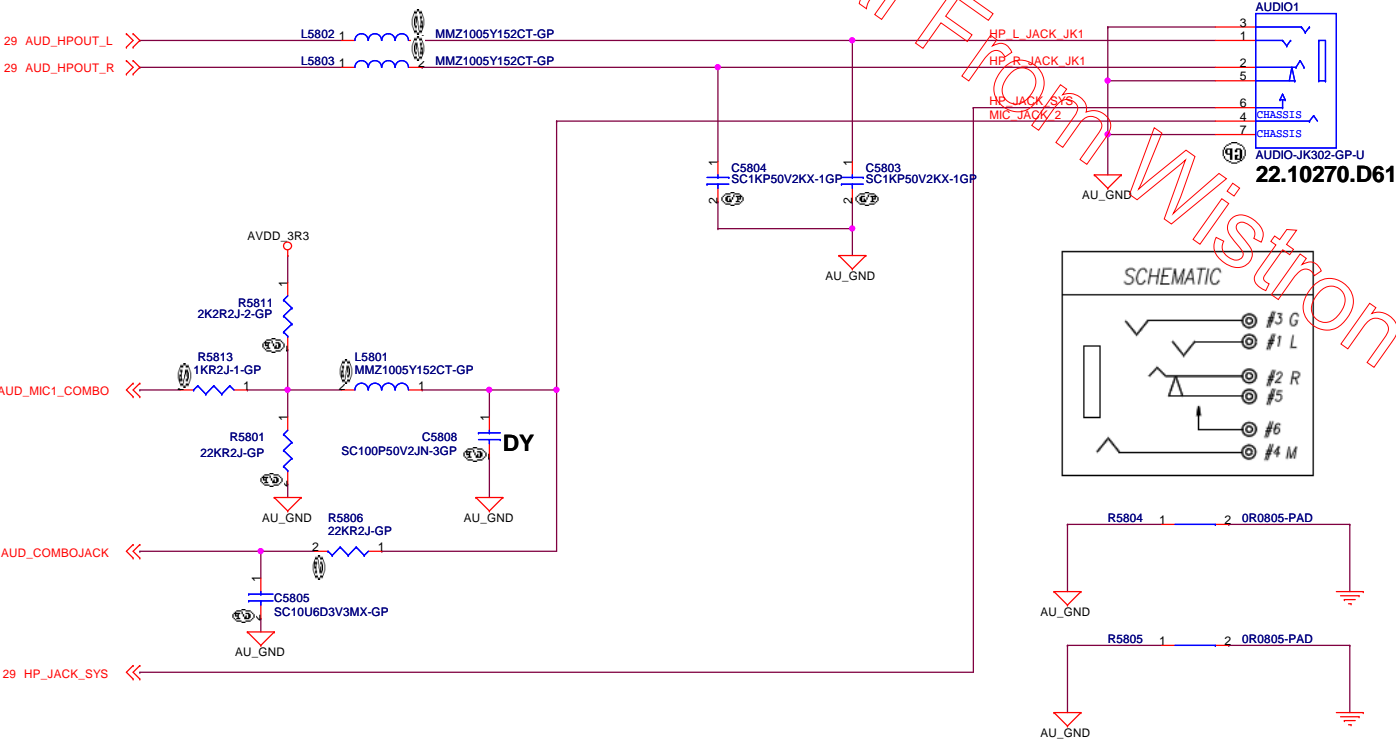 AUDIO1
29 AUD_HPOUT_L
L5802 1
MMZ1005Y152CT-GP
HP_L_JACK_JK1
3
1
29 AUD_HPOUT_R
L5803 1
2
MMZ1005Y152CT-GP
HP_R_JACK_JK1
2
5
HP_JACK_SYS
6
MIC_JACK_2
4
CHASSIS
7
CHASSIS
AUDIO-JK302-GP-U
22.10270.D61
AU_GND
From Wistron
1
C5804
SC1KP50V2KX-1GP
2
1
C5803
SC1KP50V2KX-1GP
2
AU_GND
AVDD_3R3
1
R5811
2K2R2J-2-GP
R5813
1KR2J-1-GP
1
L5801
MMZ1005Y152CT-GP
2
1
AUD_MIC1_COMBO
1
R5801
22KR2J-GP
AU_GND
1
C5808
SC100P50V2JN-3GP
DY
AU_GND
R5806
22KR2J-GP
AUD_COMBOJACK
2
1
1
C5805
SC10U6D3V3MX-GP
AU_GND
29 HP_JACK_SYS
SCHEMATIC
#3 G
#1 L
#2 R
#5
#6
#4 M
R5804 1 2 0R0805-PAD
AU_GND
R5805 1 2 0R0805-PAD
AU_GND